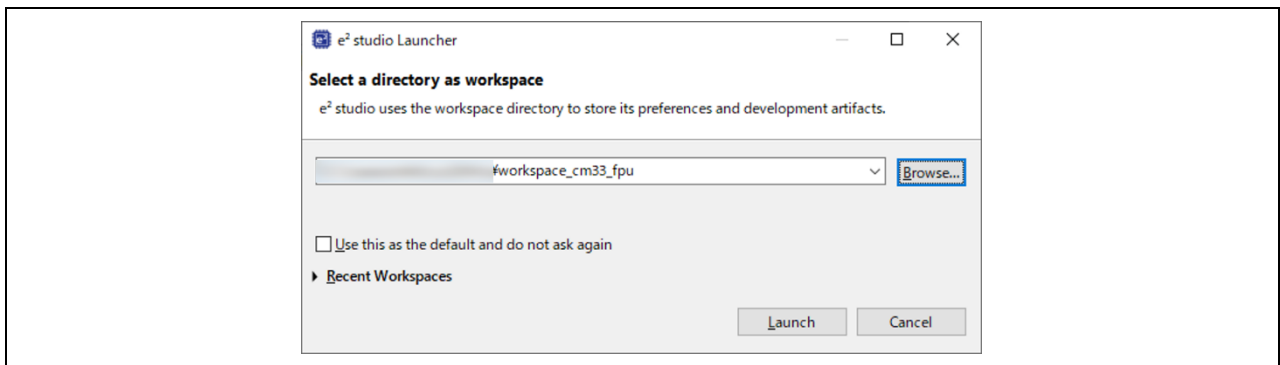 e² studio Launcher
Select a directory as workspace
e² studio uses the workspace directory to store its preferences and development artifacts.
¥workspace_cm33_fpu
Browse...
Use this as the default and do not ask again
Recent Workspaces
Launch Cancel